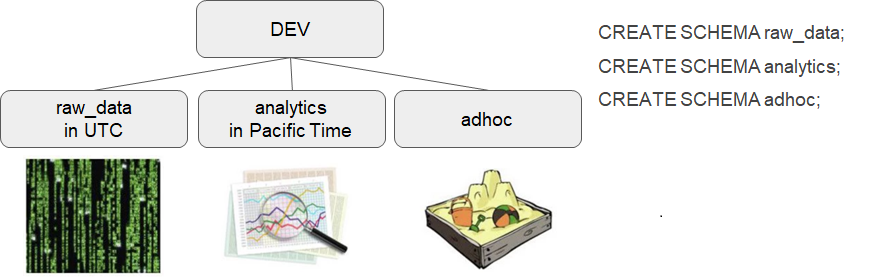 DEV
raw_data
in UTC
analytics
in Pacific Time
adhoc
CREATE SCHEMA raw_data;
CREATE SCHEMA analytics;
CREATE SCHEMA adhoc;
.